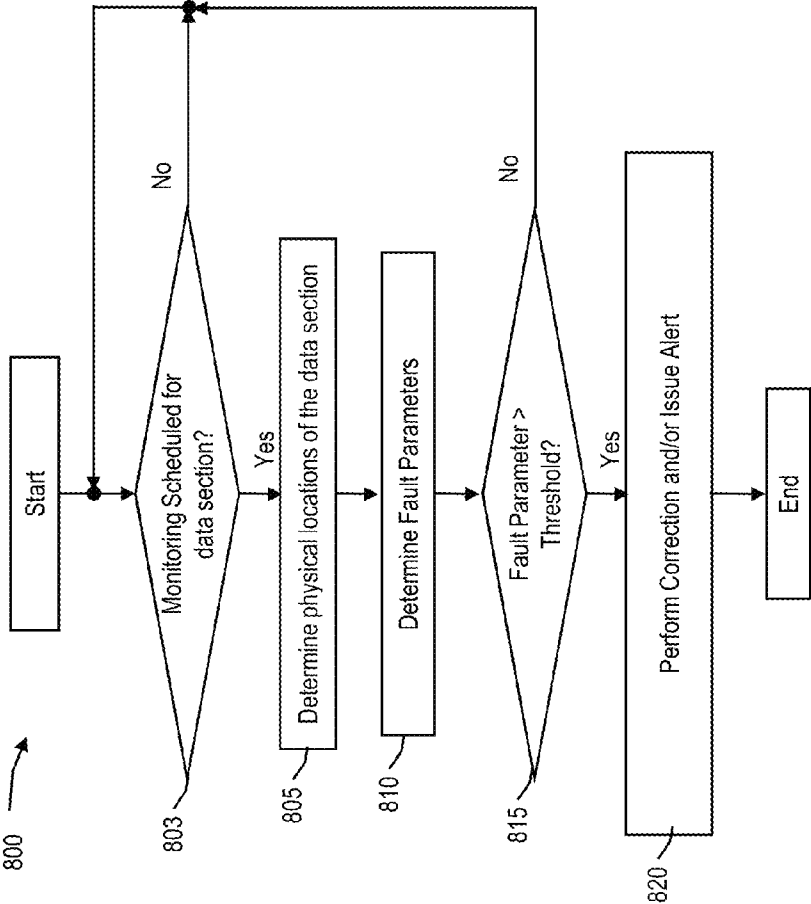 800
Start
803
Monitoring Scheduled for
data section?
No
Yes
805
Determine physical locations of the data section
810
Determine Fault Parameters
815
Fault Parameter >
Threshold?
No
Yes
820
Perform Correction and/or Issue Alert
End